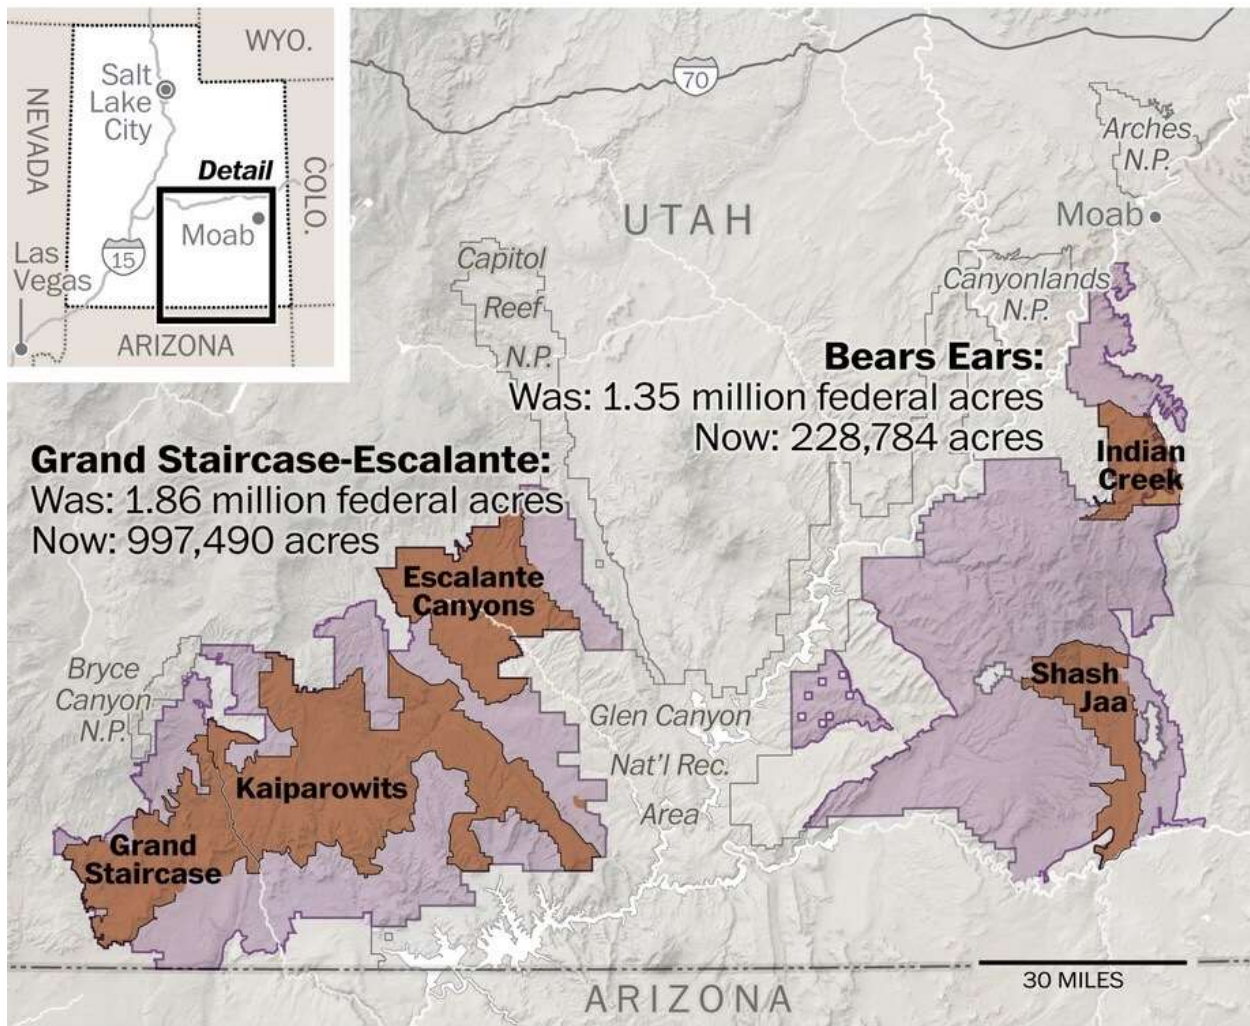 WYO.
Salt
Lake
City
NEVADA
Detail
COLO.
Moab
15
Las
Vegas
ARIZONA
70
Arches
N.P.
UTAH
Moab
Capitol
Reef
N.P.
Canyonlands
N.P.
Bears Ears:
Was: 1.35 million federal acres
Now: 228,784 acres
Indian
Creek
Grand Staircase-Escalante:
Was: 1.86 million federal acres
Now: 997,490 acres
Escalante
Canyons
Bryce
Canyon
N.P.
Shash
Jaa
Glen Canyon
Nat'l Rec.
Area
Kaiparowits
Grand
Staircase
30 MILES
ARIZONA